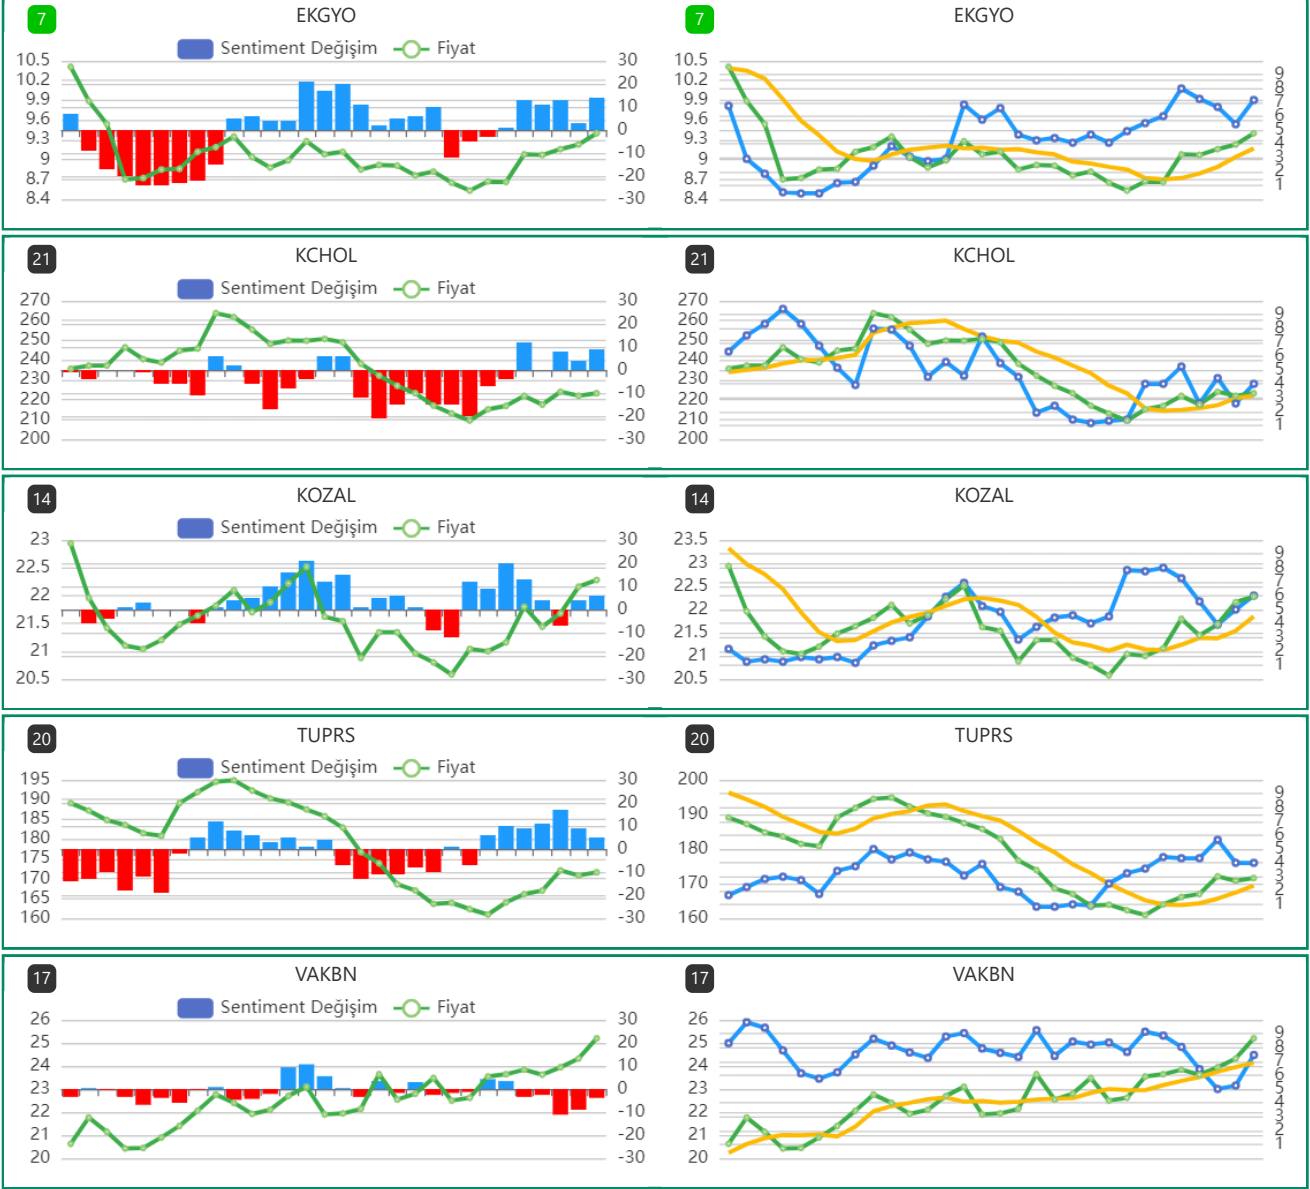 7 EKGYO 7 EKGYO
Sentiment Değişim Fiyat
10.5 30 10.5
10.2 20 10.2 9
9.9 10 9.9 8
9.6 0 9.6 7
9.3 -10 9.3 6
9 -20 9 5
8.7 -30 8.7 4
8.4 8.4 3
2
1
21 KCHOL 21 KCHOL
Sentiment Değişim Fiyat
270 30 270
260 20 260 9
250 10 250 8
240 0 240 7
230 -10 230 6
220 -20 220 5
210 -30 210 4
200 200 3
2
1
14 KOZAL 14 KOZAL
Sentiment Değişim Fiyat
23 30 23.5
22.5 20 23 9
22 10 22.5 8
21.5 0 22 7
21 -10 21.5 6
20.5 -20 21 5
-30 20.5 4
3
2
1
20 TUPRS 20 TUPRS
Sentiment Değişim Fiyat
195 30 200
190 20 190 9
185 10 180 8
180 0 170 7
175 -10 160 6
170 -20 5
165 -30 4
160 3
2
1
17 VAKBN 17 VAKBN
Sentiment Değişim Fiyat
26 30 26
25 20 25 9
24 10 24 8
23 0 23 7
22 -10 22 6
21 -20 21 5
20 -30 20 4
3
2
1